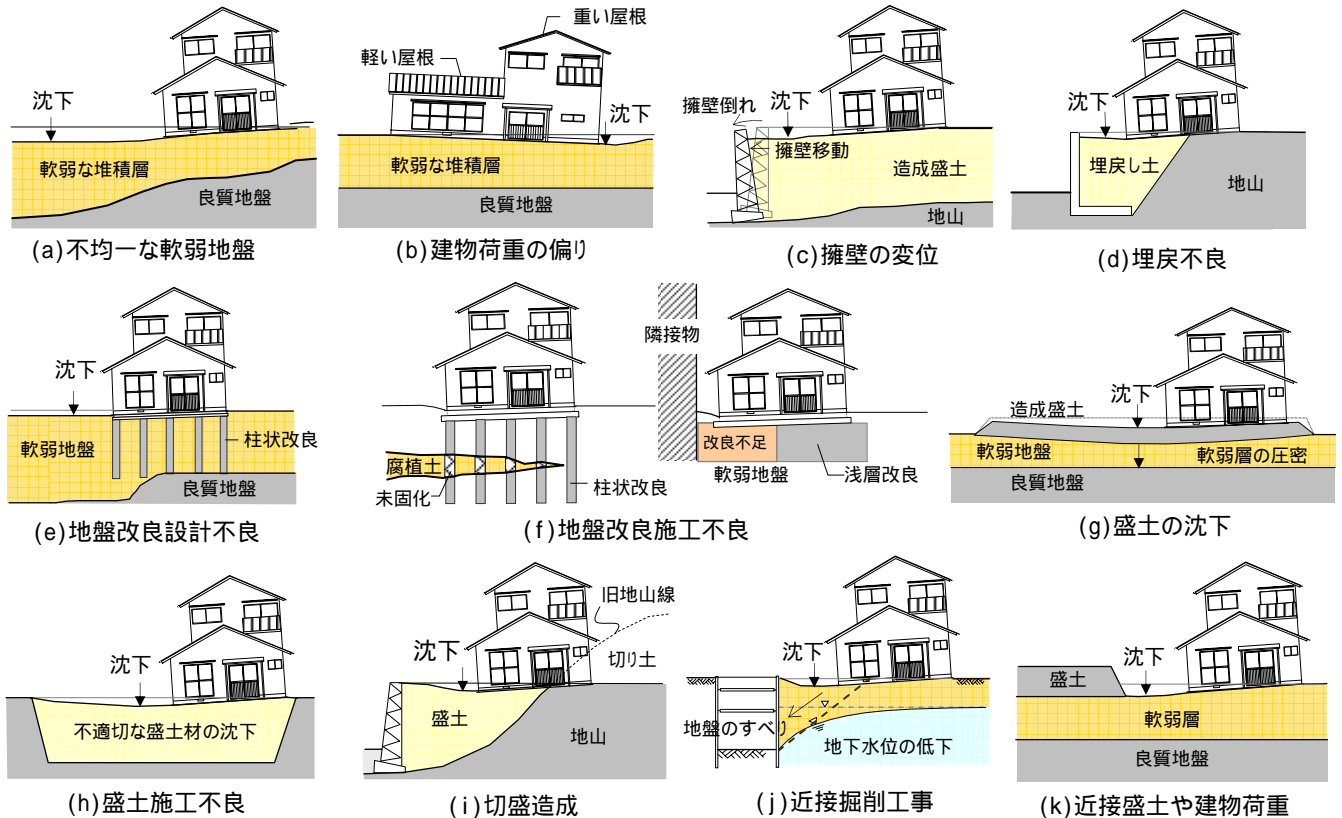 沈下
軟弱な堆積層
良質地盤
(a)不均一な軟弱地盤
重い屋根
軽い屋根
沈下
軟弱な堆積層
良質地盤
(b)建物荷重の偏り
擁壁倒れ
沈下
擁壁移動
造成盛土
地山
(c)擁壁の変位
沈下
埋戻し土
地山
(d)埋戻不良
沈下
軟弱地盤
柱状改良
良質地盤
(e)地盤改良設計不良
腐植土
未固化
柱状改良
隣接物
改良不足
軟弱地盤
浅層改良
(f)地盤改良施工不良
沈下
造成盛土
軟弱地盤
軟弱層の圧密
良質地盤
(g)盛土の沈下
沈下
不適切な盛土材の沈下
(h)盛土施工不良
旧地山線
沈下
切り土
盛土
地山
(i)切盛造成
沈下
地盤のすべり
地下水位の低下
(j)近接掘削工事
沈下
盛土
軟弱層
良質地盤
(k)近接盛土や建物荷重